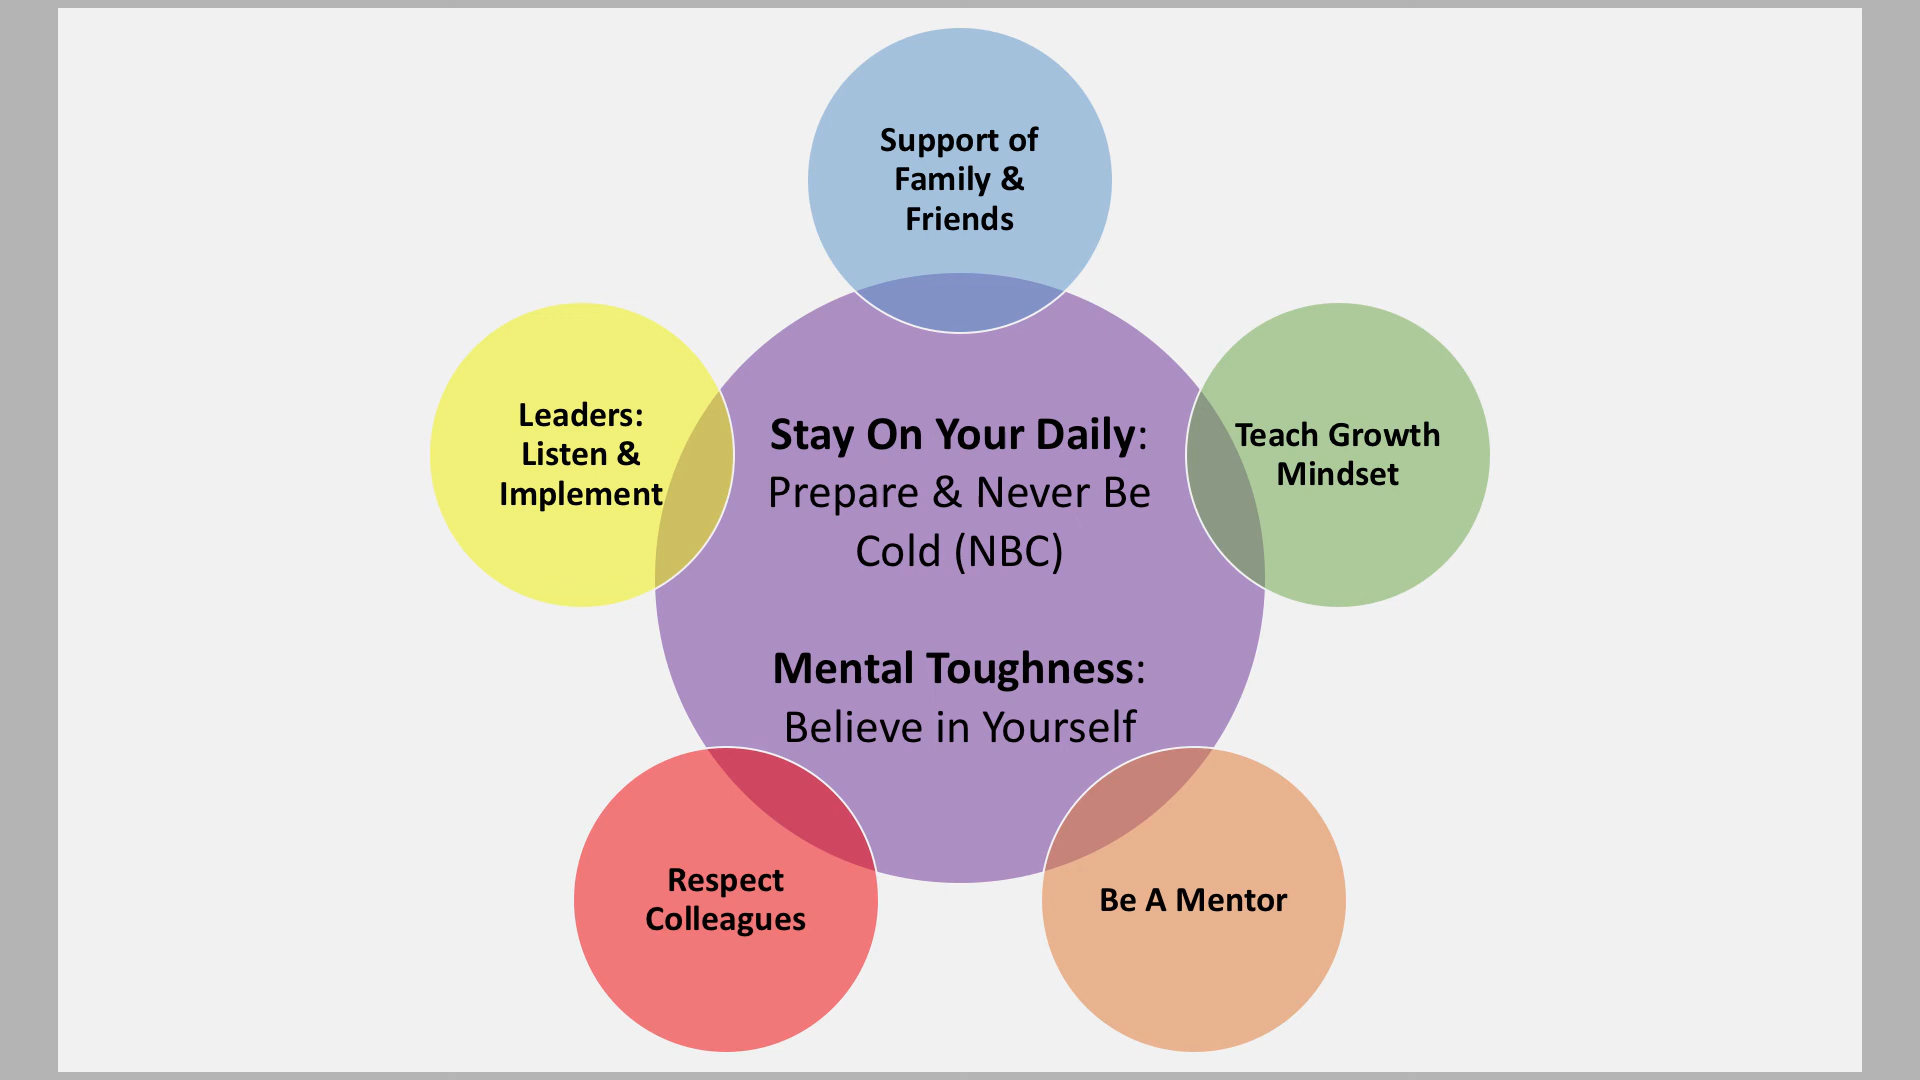 Support of
Family &
Friends
Leaders:
Listen &
Implement
Stay On Your Daily:
Prepare & Never Be
Cold (NBC)
Mental Toughness:
Believe in Yourself
Teach Growth
Mindset
Respect
Colleagues
Be A Mentor